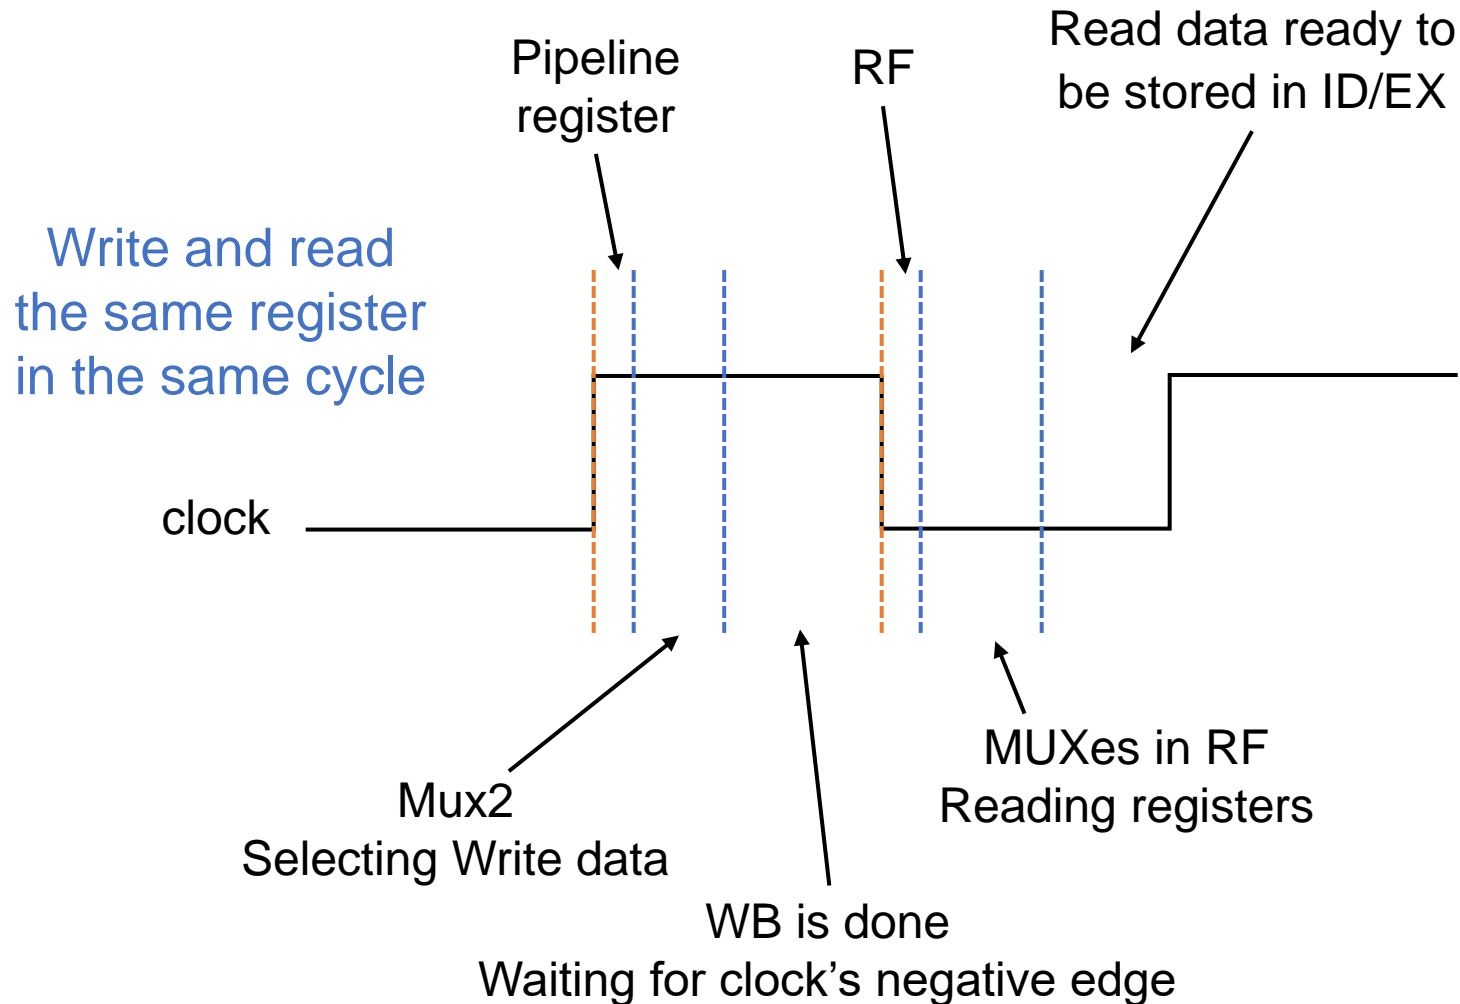 Pipeline
register
RF
Read data ready to
be stored in ID/EX
Write and read
the same register
in the same cycle
clock
Mux2
Selecting Write data
WB is done
Waiting for clock’s negative edge
MUXes in RF
Reading registers